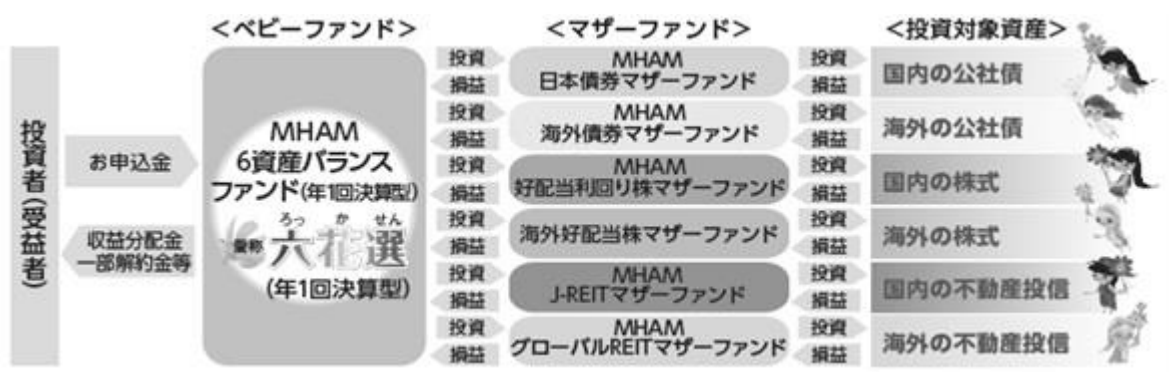 <ベビーファンド>
<マザーファンド>
<投資対象資産>
投資者(受益者)
お申込金
収益分配金
一部解約金等
MHAM
6資産バランス
ファンド(年1回決算型)
ろっ か せん
愛称 六花選
(年1回決算型)
投資
損益
MHAM
日本債券マザーファンド
投資
損益
国内の公社債
投資
損益
MHAM
海外債券マザーファンド
投資
損益
海外の公社債
投資
損益
MHAM
好配当利回り株マザーファンド
投資
損益
国内の株式
投資
損益
海外好配当株マザーファンド
投資
損益
海外の株式
投資
損益
MHAM
J-REITマザーファンド
投資
損益
国内の不動産投信
投資
損益
MHAM
グローバルREITマザーファンド
投資
損益
海外の不動産投信